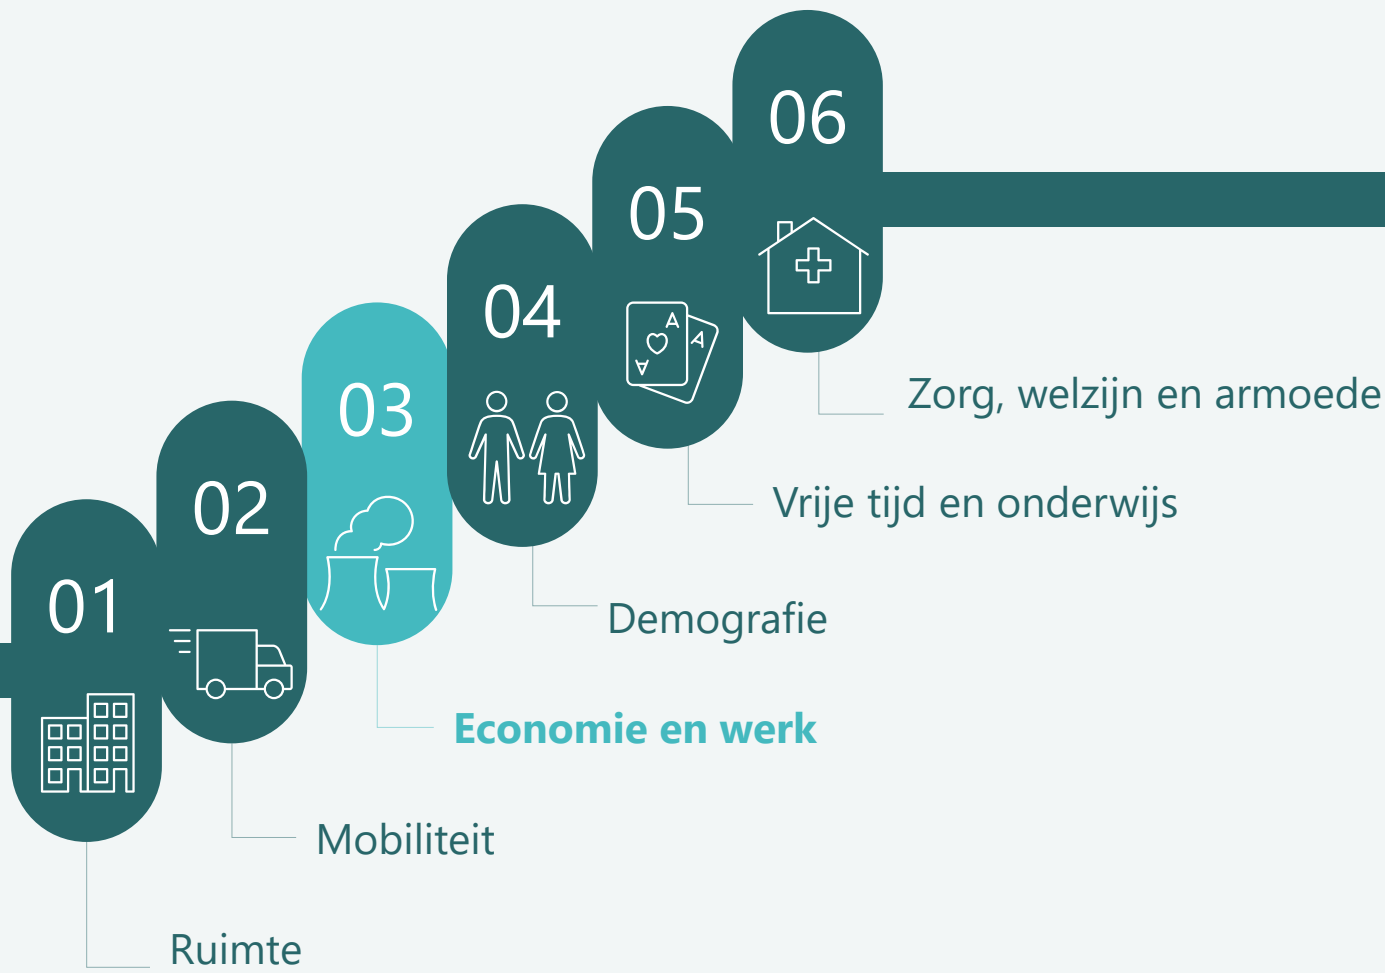 06
05
04
03
02
01
Zorg, welzijn en armoede
Vrije tijd en onderwijs
Demografie
Economie en werk
Mobiliteit
Ruimte
A
A
A